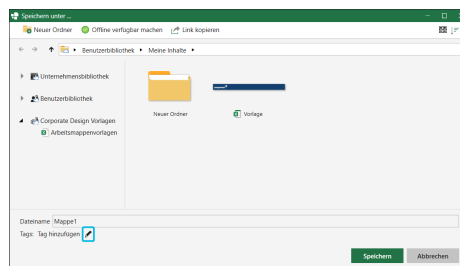 Speichern unter ...
Neuer Ordner Offline verfügbar machen Link kopieren
Benutzerbibliothek Meine Inhalte
Unternehmensbibliothek
Benutzerbibliothek
Corporate Design Vorlagen
Arbeitsmappenvorlagen
Neuer Ordner Vorlage
Dateiname Mappe1
Tags: Tag hinzufügen
Speichern Abbrechen